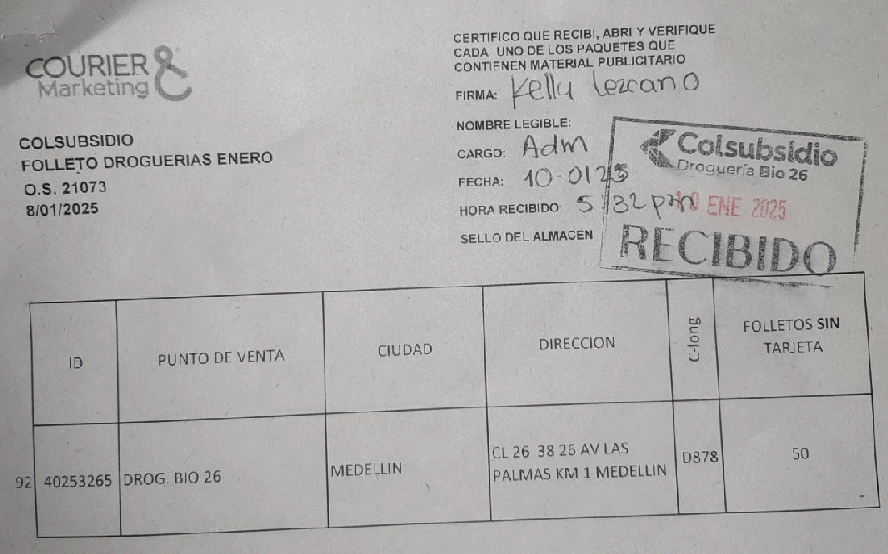 COURIER &
Marketing
COLSUBSIDIO
FOLLETO DROGUERIAS ENERO
O.S. 21073
8/01/2025
CERTIFICO QUE RECIBI, ABRI Y VERIFIQUE
CADA UNO DE LOS PAQUETES QUE
CONTIENEN MATERIAL PUBLICITARIO
FIRMA: Kelly Lezcano
NOMBRE LEGIBLE:
CARGO: Adm
FECHA: 10-0125
HORA RECIBIDO: 5:32 pm
SELLO DEL ALMACEN
Colsubsidio
Droguería Bio 26
10 ENE 2025
RECIBIDO
ID PUNTO DE VENTA CIUDAD DIRECCION C-long FOLLETOS SIN
TARJETA
92 40253265 DROG. BIO 26 MEDELLIN CL 26 38 26 AV LAS
PALMAS KM 1 MEDELLIN D878 50